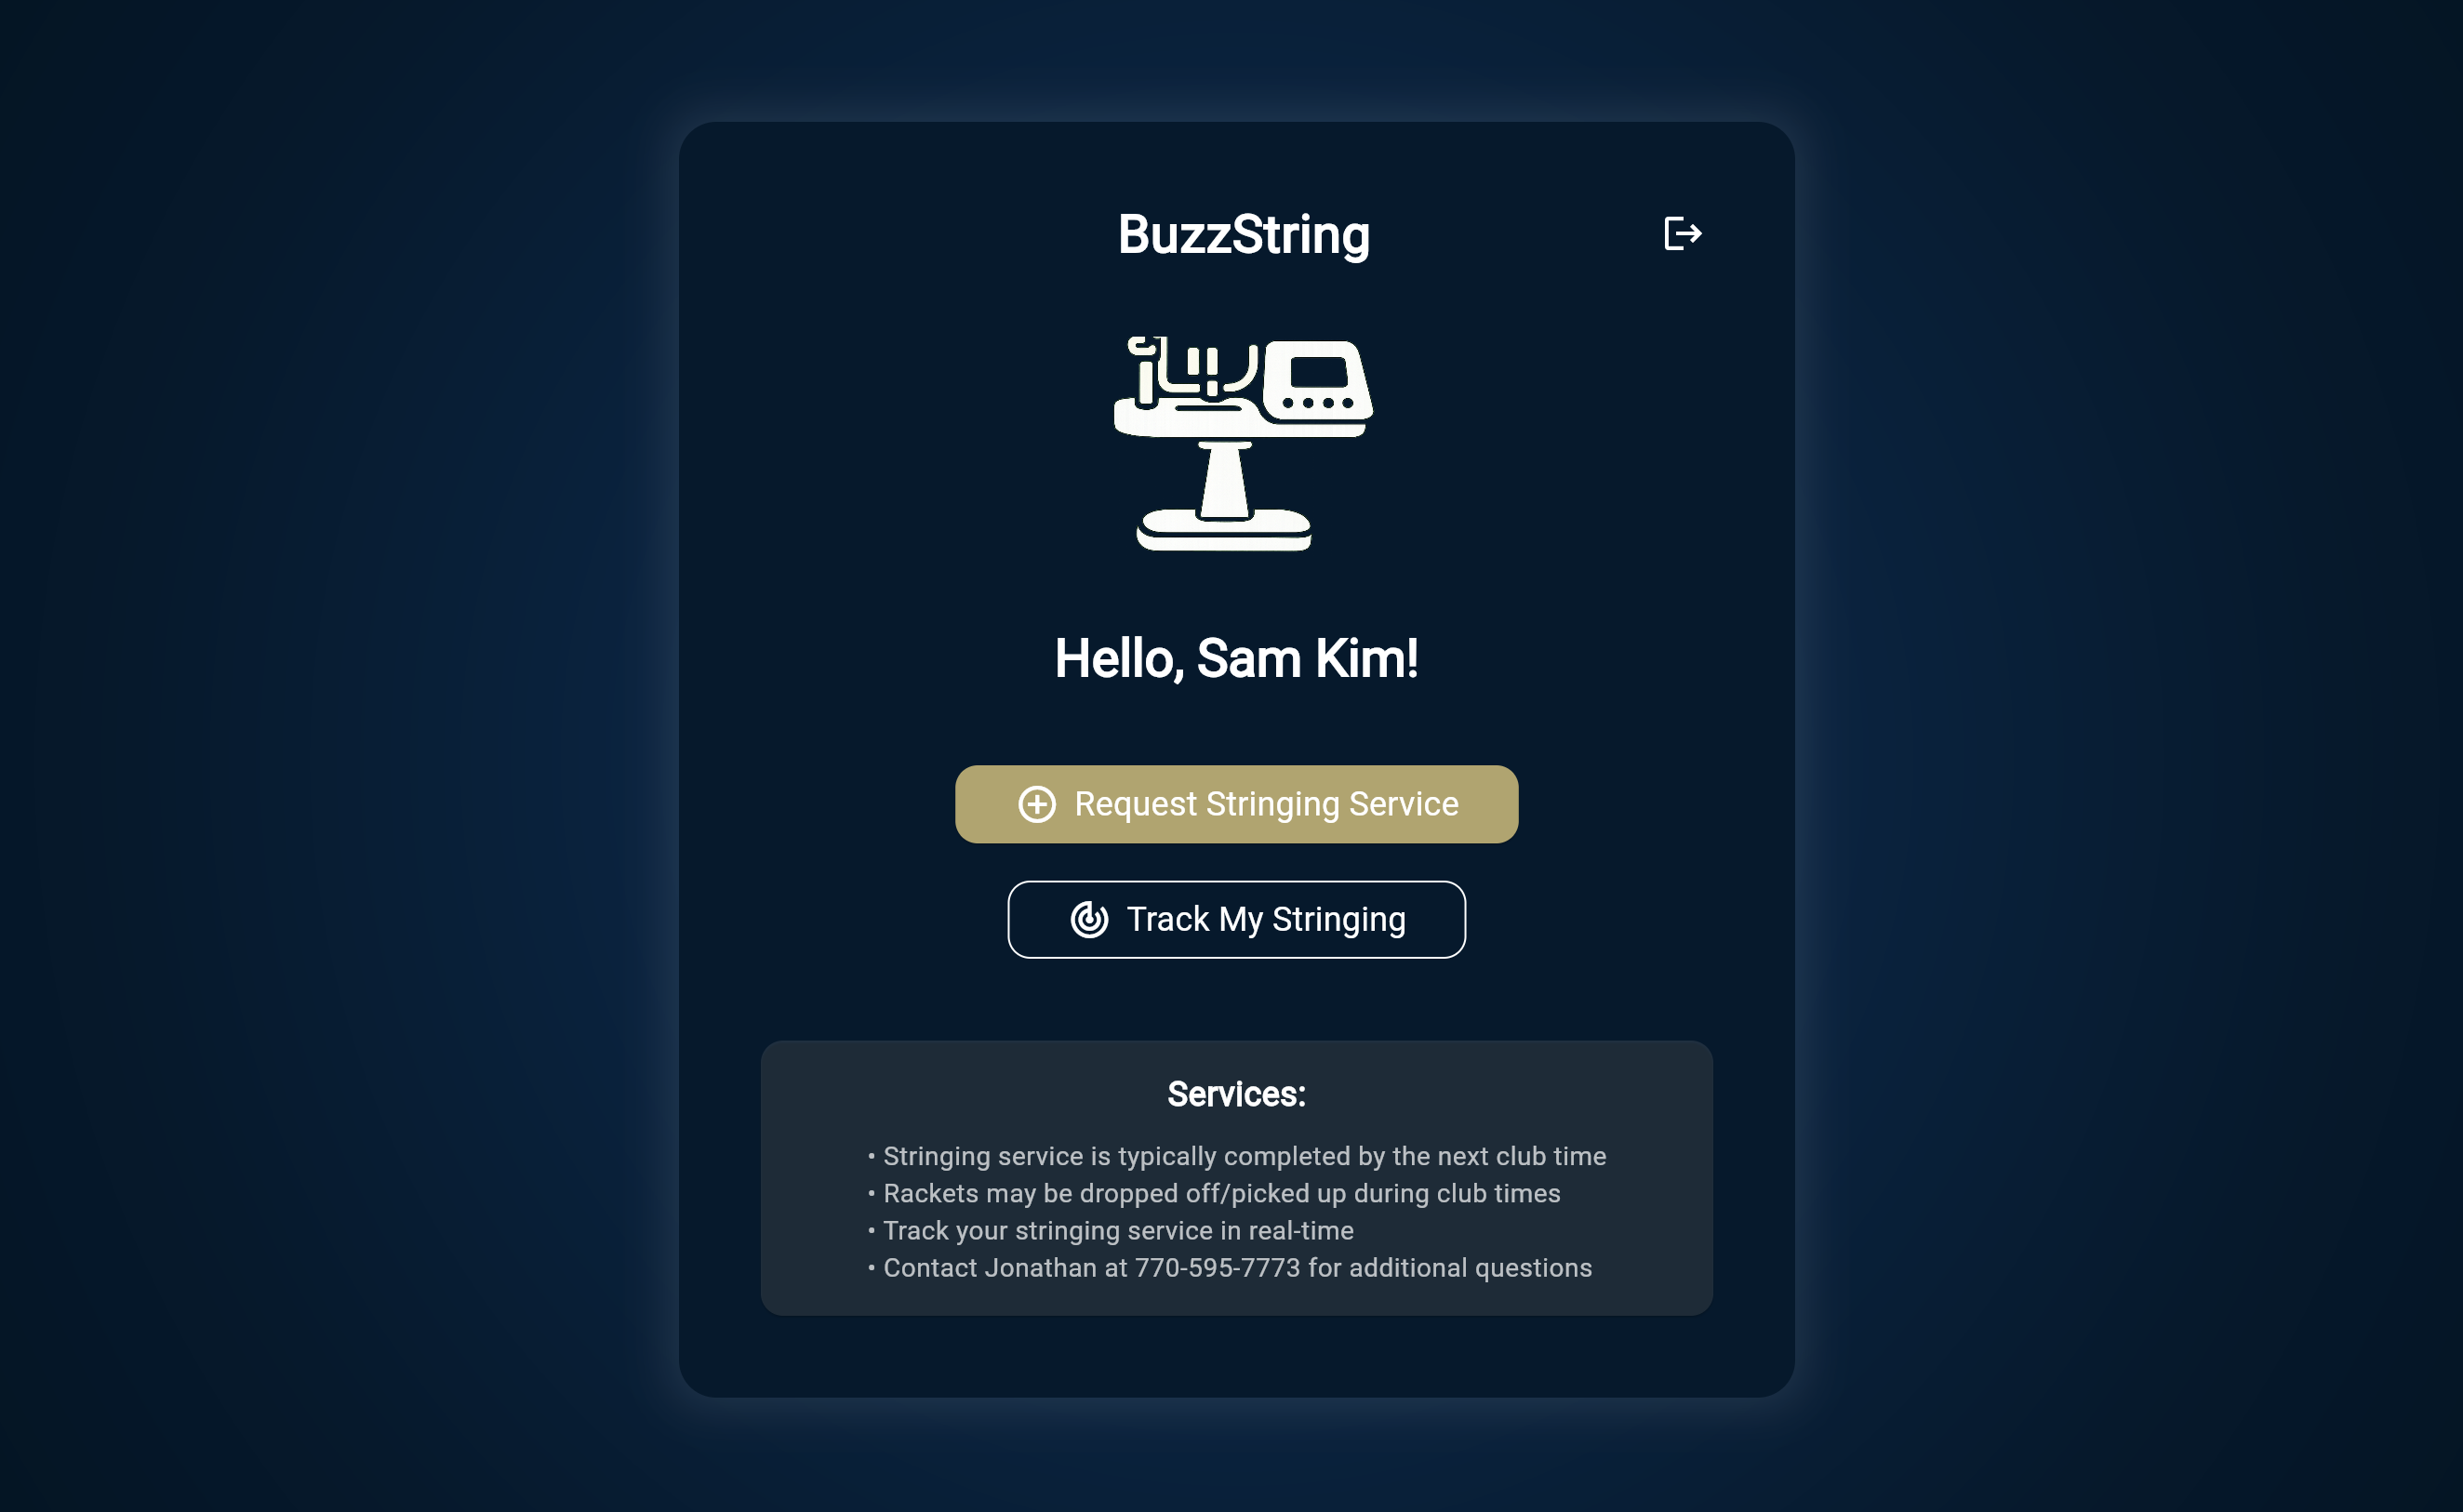 BuzzString
Hello, Sam Kim!
Request Stringing Service
Track My Stringing
Services:
• Stringing service is typically completed by the next club time
• Rackets may be dropped off/picked up during club times
• Track your stringing service in real-time
• Contact Jonathan at 770-595-7773 for additional questions